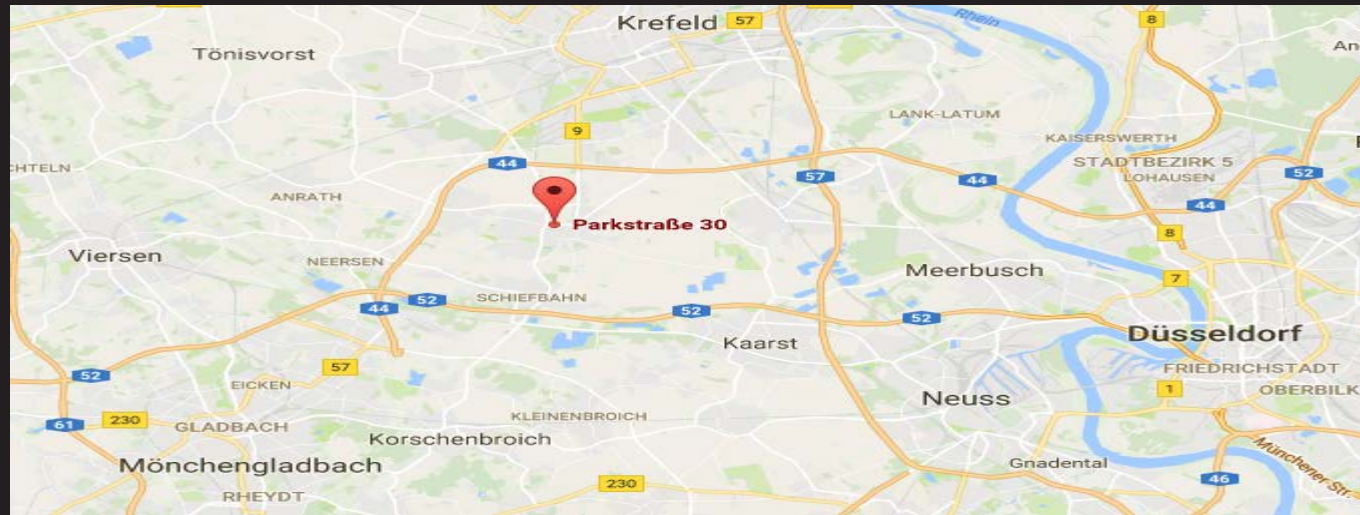 Krefeld
57
Rhein
8
Tönisvorst
LANK-LATUM
9
KAISERSWERTH
44
STADTBEZIRK 5
57
44
LOHAUSEN
52
ANRATH
44
Parkstraße 30
8
Viersen
NEERSEN
Meerbusch
7
52
SCHIEFBAHN
44
52
52
Kaarst
Düsseldorf
57
FRIEDRICHSTADT
52
EICKEN
1
OBERBILK
Neuss
230
KLEINENBROICH
61
GLADBACH
Korschenbroich
Mönchengladbach
Gnadental
Münchener Str.
230
46
RHEYDT